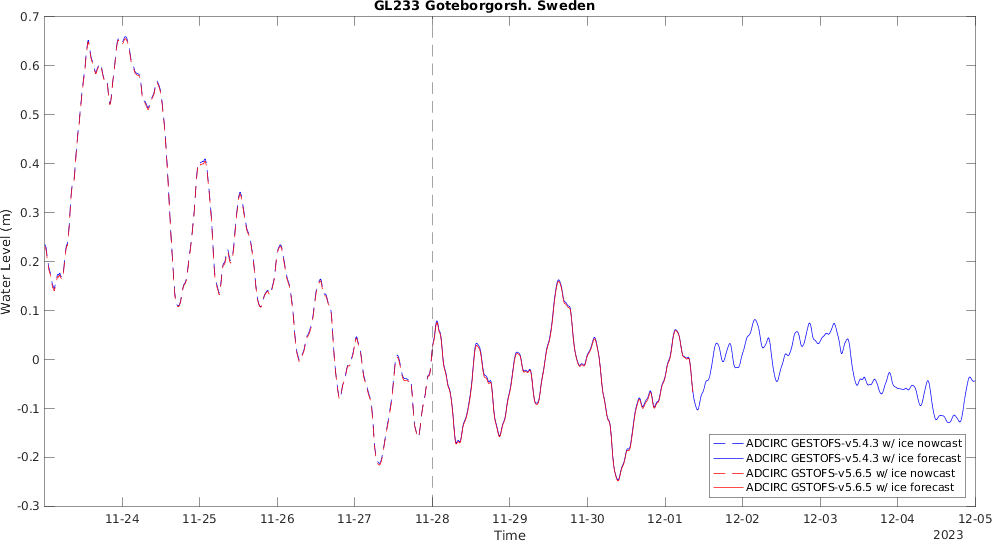 GL233 Goteborgorsh. Sweden
0.7
0.6
0.5
0.4
0.3
0.2
0.1
0
-0.1
-0.2
-0.3
Water Level (m)
ADCIRC GESTOFS-v5.4.3 w/ ice nowcast
ADCIRC GESTOFS-v5.4.3 w/ ice forecast
ADCIRC GSTOFS-v5.6.5 w/ ice nowcast
ADCIRC GSTOFS-v5.6.5 w/ ice forecast
11-24 11-25 11-26 11-27 11-28 11-29 11-30 12-01 12-02 12-03 12-04 12-05
Time
2023